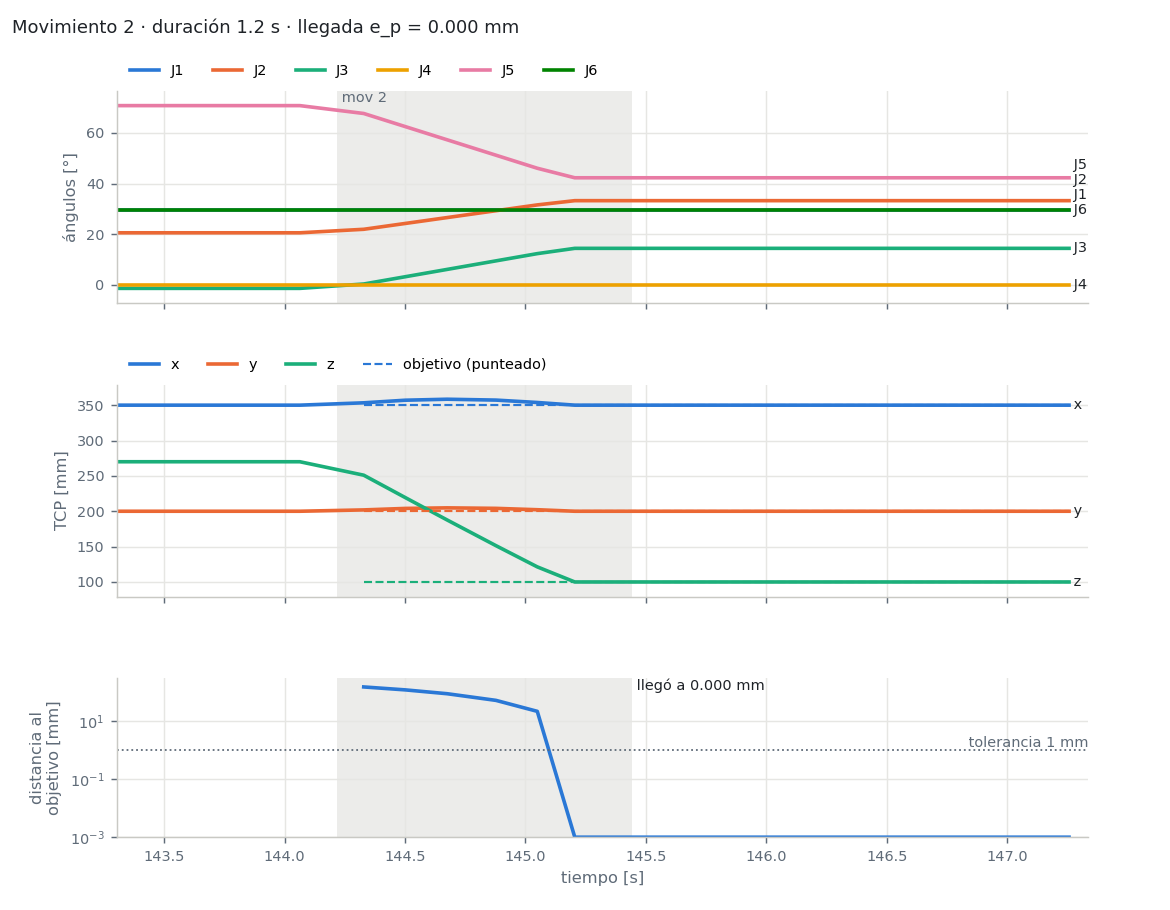 Movimiento 2 · duración 1.2 s · llegada e_p = 0.000 mm
J1 J2 J3 J4 J5 J6
mov 2
ángulos [°]
60
40
20
0
J5
J2
J1
J6
J3
J4
x y z objetivo (punteado)
TCP [mm]
350
300
250
200
150
100
x
y
z
llegó a 0.000 mm
tolerancia 1 mm
distancia al
objetivo [mm]
10¹
10⁻¹
10⁻³
143.5 144.0 144.5 145.0 145.5 146.0 146.5 147.0
tiempo [s]